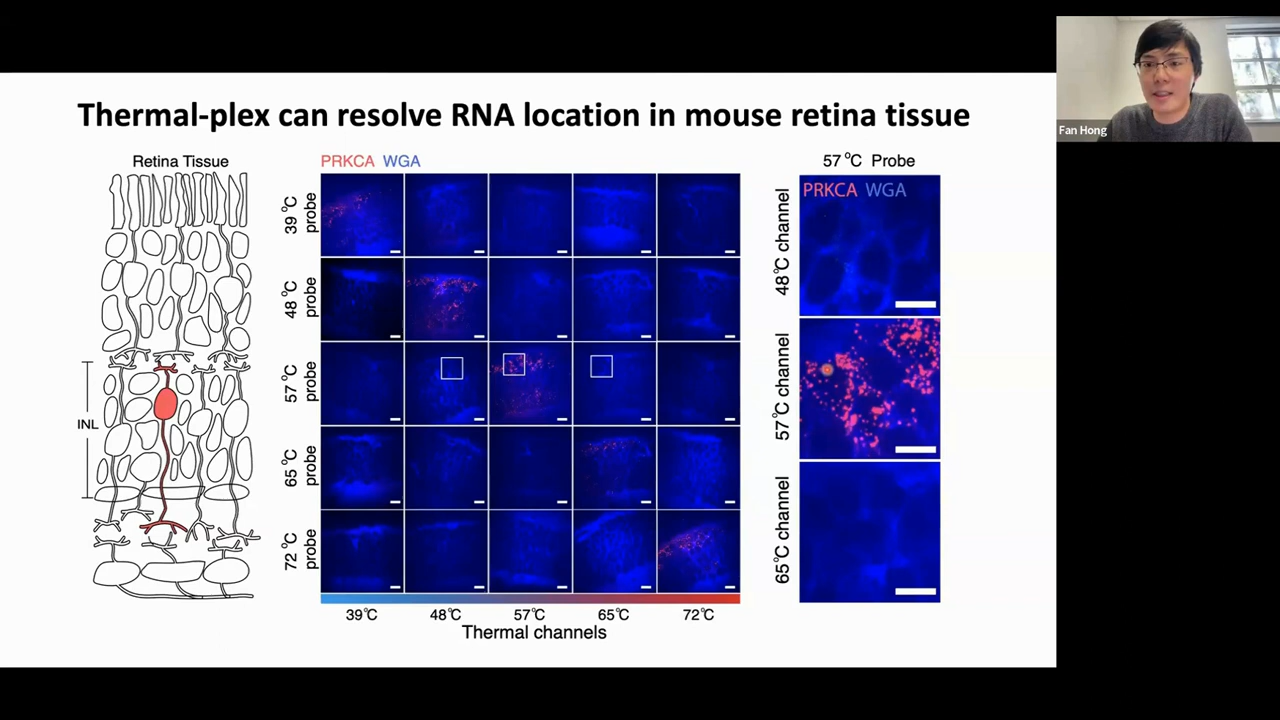 Thermal-plex can resolve RNA location in mouse retina tissue
Retina Tissue
INL
PRKCA WGA
39°C probe
48°C probe
57°C probe
65°C probe
72°C probe
39°C 48°C 57°C 65°C 72°C
Thermal channels
57°C Probe
PRKCA WGA
48°C channel
57°C channel
65°C channel
Fan Hong